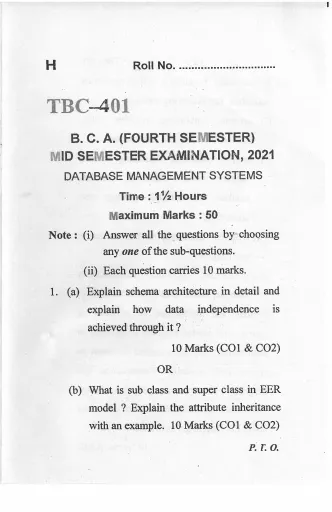 H Roll No. ...............................
TBC-401
B. C. A. (FOURTH SEMESTER)
MID SEMESTER EXAMINATION, 2021
DATABASE MANAGEMENT SYSTEMS
Time : 1½ Hours
Maximum Marks : 50
Note : (i) Answer all the questions by choosing
any one of the sub-questions.
(ii) Each question carries 10 marks.
1. (a) Explain schema architecture in detail and
explain how data independence is
achieved through it ?
10 Marks (CO1 & CO2)
OR
(b) What is sub class and super class in EER
model ? Explain the attribute inheritance
with an example. 10 Marks (CO1 & CO2)
P. T. O.